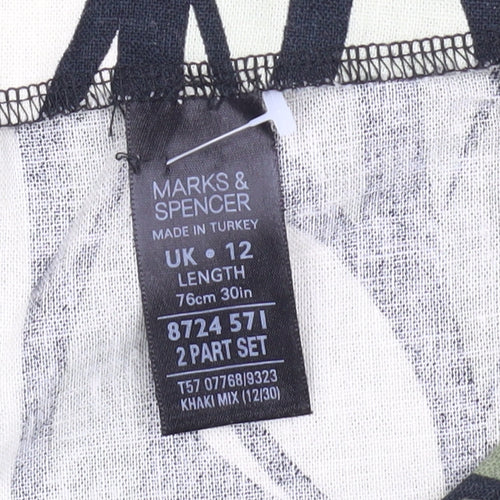 MARKS &
SPENCER
MADE IN TURKEY
UK • 12
LENGTH
76cm 30in
8724 571
2 PART SET
T57 07768/9323
KHAKI MIX (12/30)